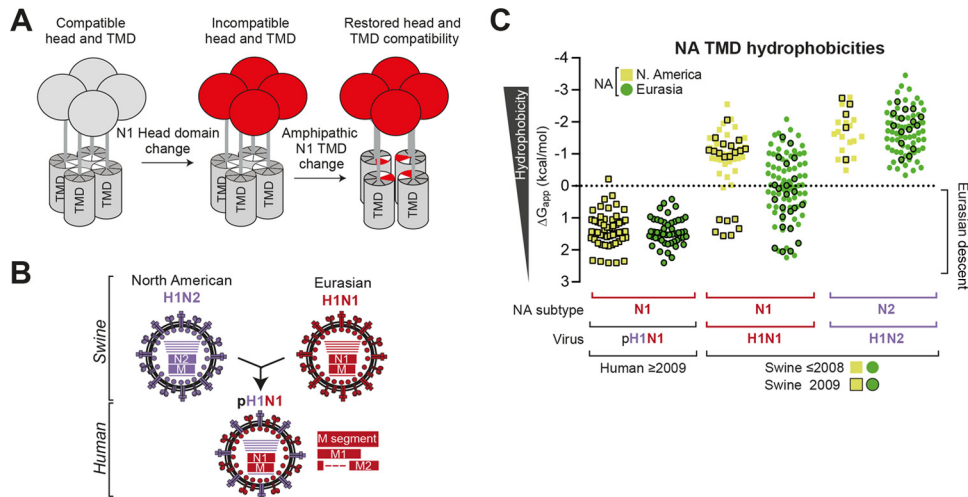 A
Compatible
head and TMD
Incompatible
head and TMD
Restored head and
TMD compatibility
N1 Head domain
change
Amphipathic
N1 TMD
change
TMD
TMD
TMD
TMD
TMD
TMD
B
North American
H1N2
Eurasian
H1N1
Swine
N2
M
N1
M
pH1N1
Human
N1
M
M segment
M1
M2
C
NA TMD hydrophobicities
NA
N. America
Eurasia
Hydrophobicity
ΔGapp (kcal/mol)
-4
-3
-2
-1
0
1
2
3
Eurasian descent
NA subtype
N1
N1
N2
Virus
pH1N1
H1N1
H1N2
Human ≥2009
Swine ≤2008
Swine 2009